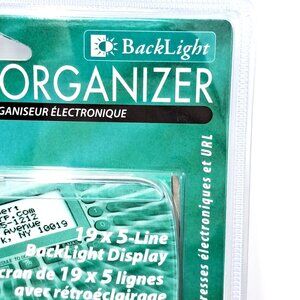 BackLight
ORGANIZER
GANISEUR ÉLECTRONIQUE
esses électroniques et URL
Avenue
NY 10019
19 x 5-Line
BackLight Display
cran de 19 x 5 lignes
avec rétroéclairage